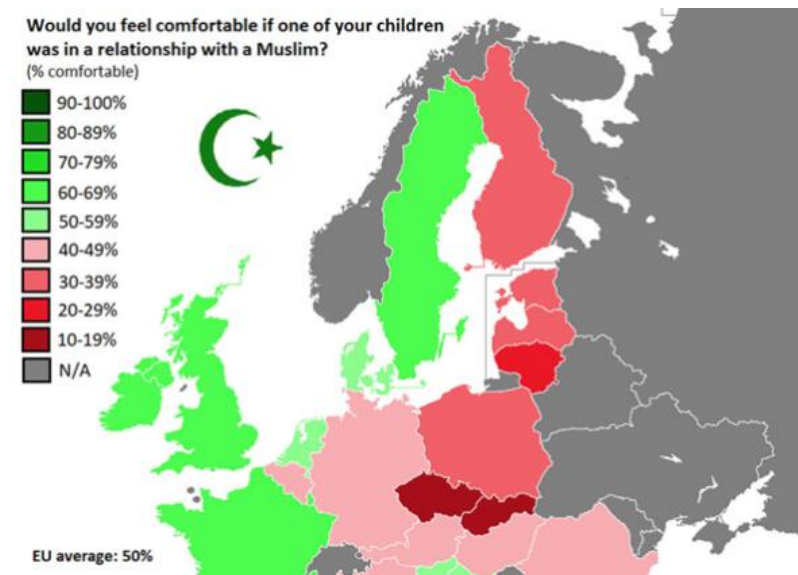 Would you feel comfortable if one of your children
was in a relationship with a Muslim?
(% comfortable)
90-100%
80-89%
70-79%
60-69%
50-59%
40-49%
30-39%
20-29%
10-19%
N/A
EU average: 50%